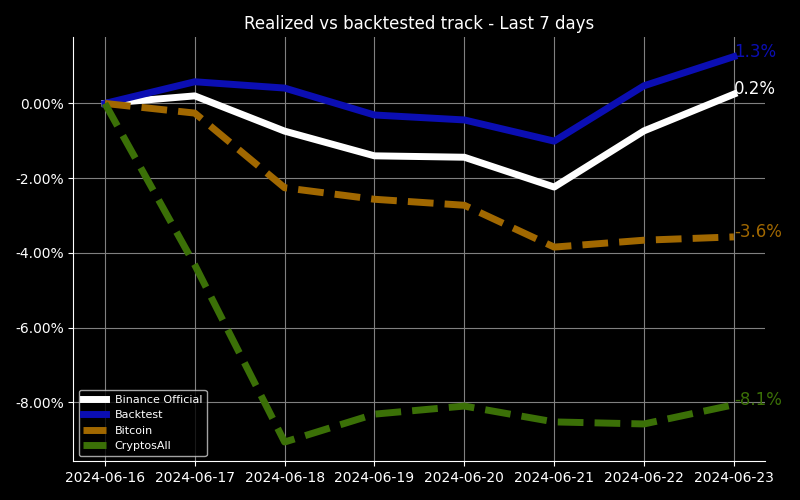 Realized vs backtested track - Last 7 days
1.3%
0.2%
-3.6%
-8.1%
0.00%
-2.00%
-4.00%
-6.00%
-8.00%
Binance Official
Backtest
Bitcoin
CryptosAll
2024-06-16 2024-06-17 2024-06-18 2024-06-19 2024-06-20 2024-06-21 2024-06-22 2024-06-23